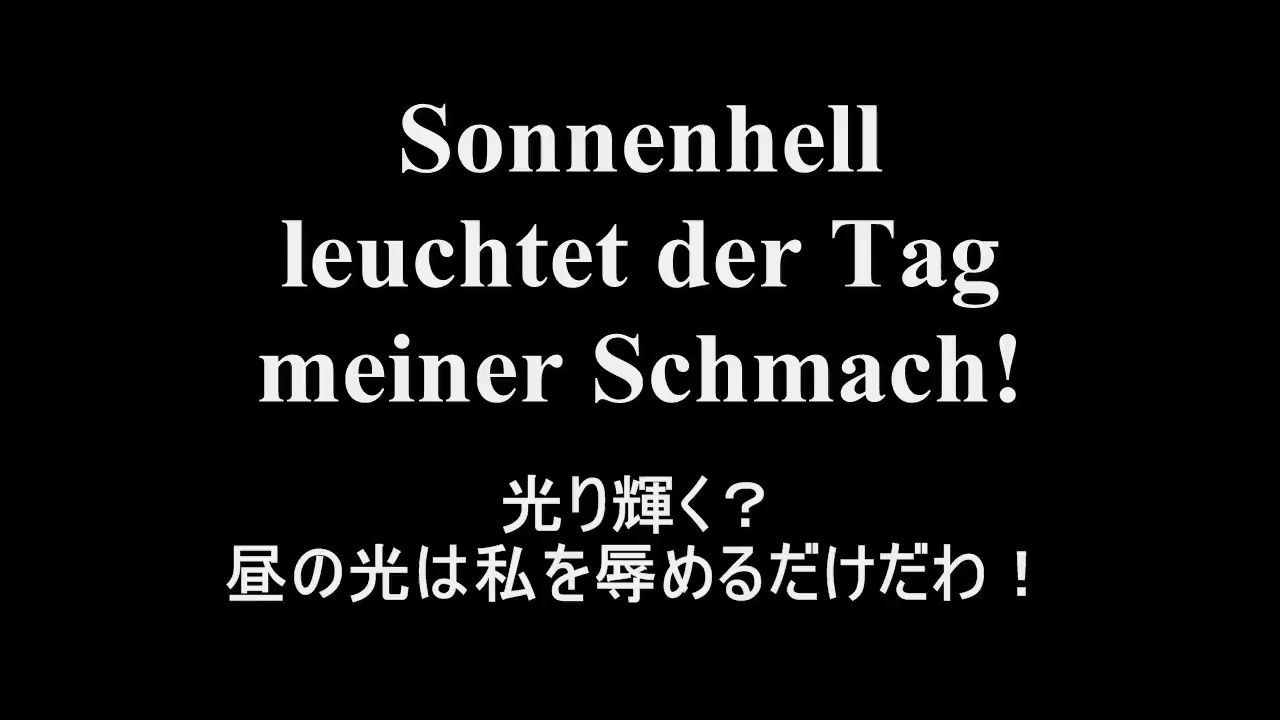 Sonnenhell
leuchtet der Tag
meiner Schmach!
光り輝く？
昼の光は私を辱めるだけだわ！